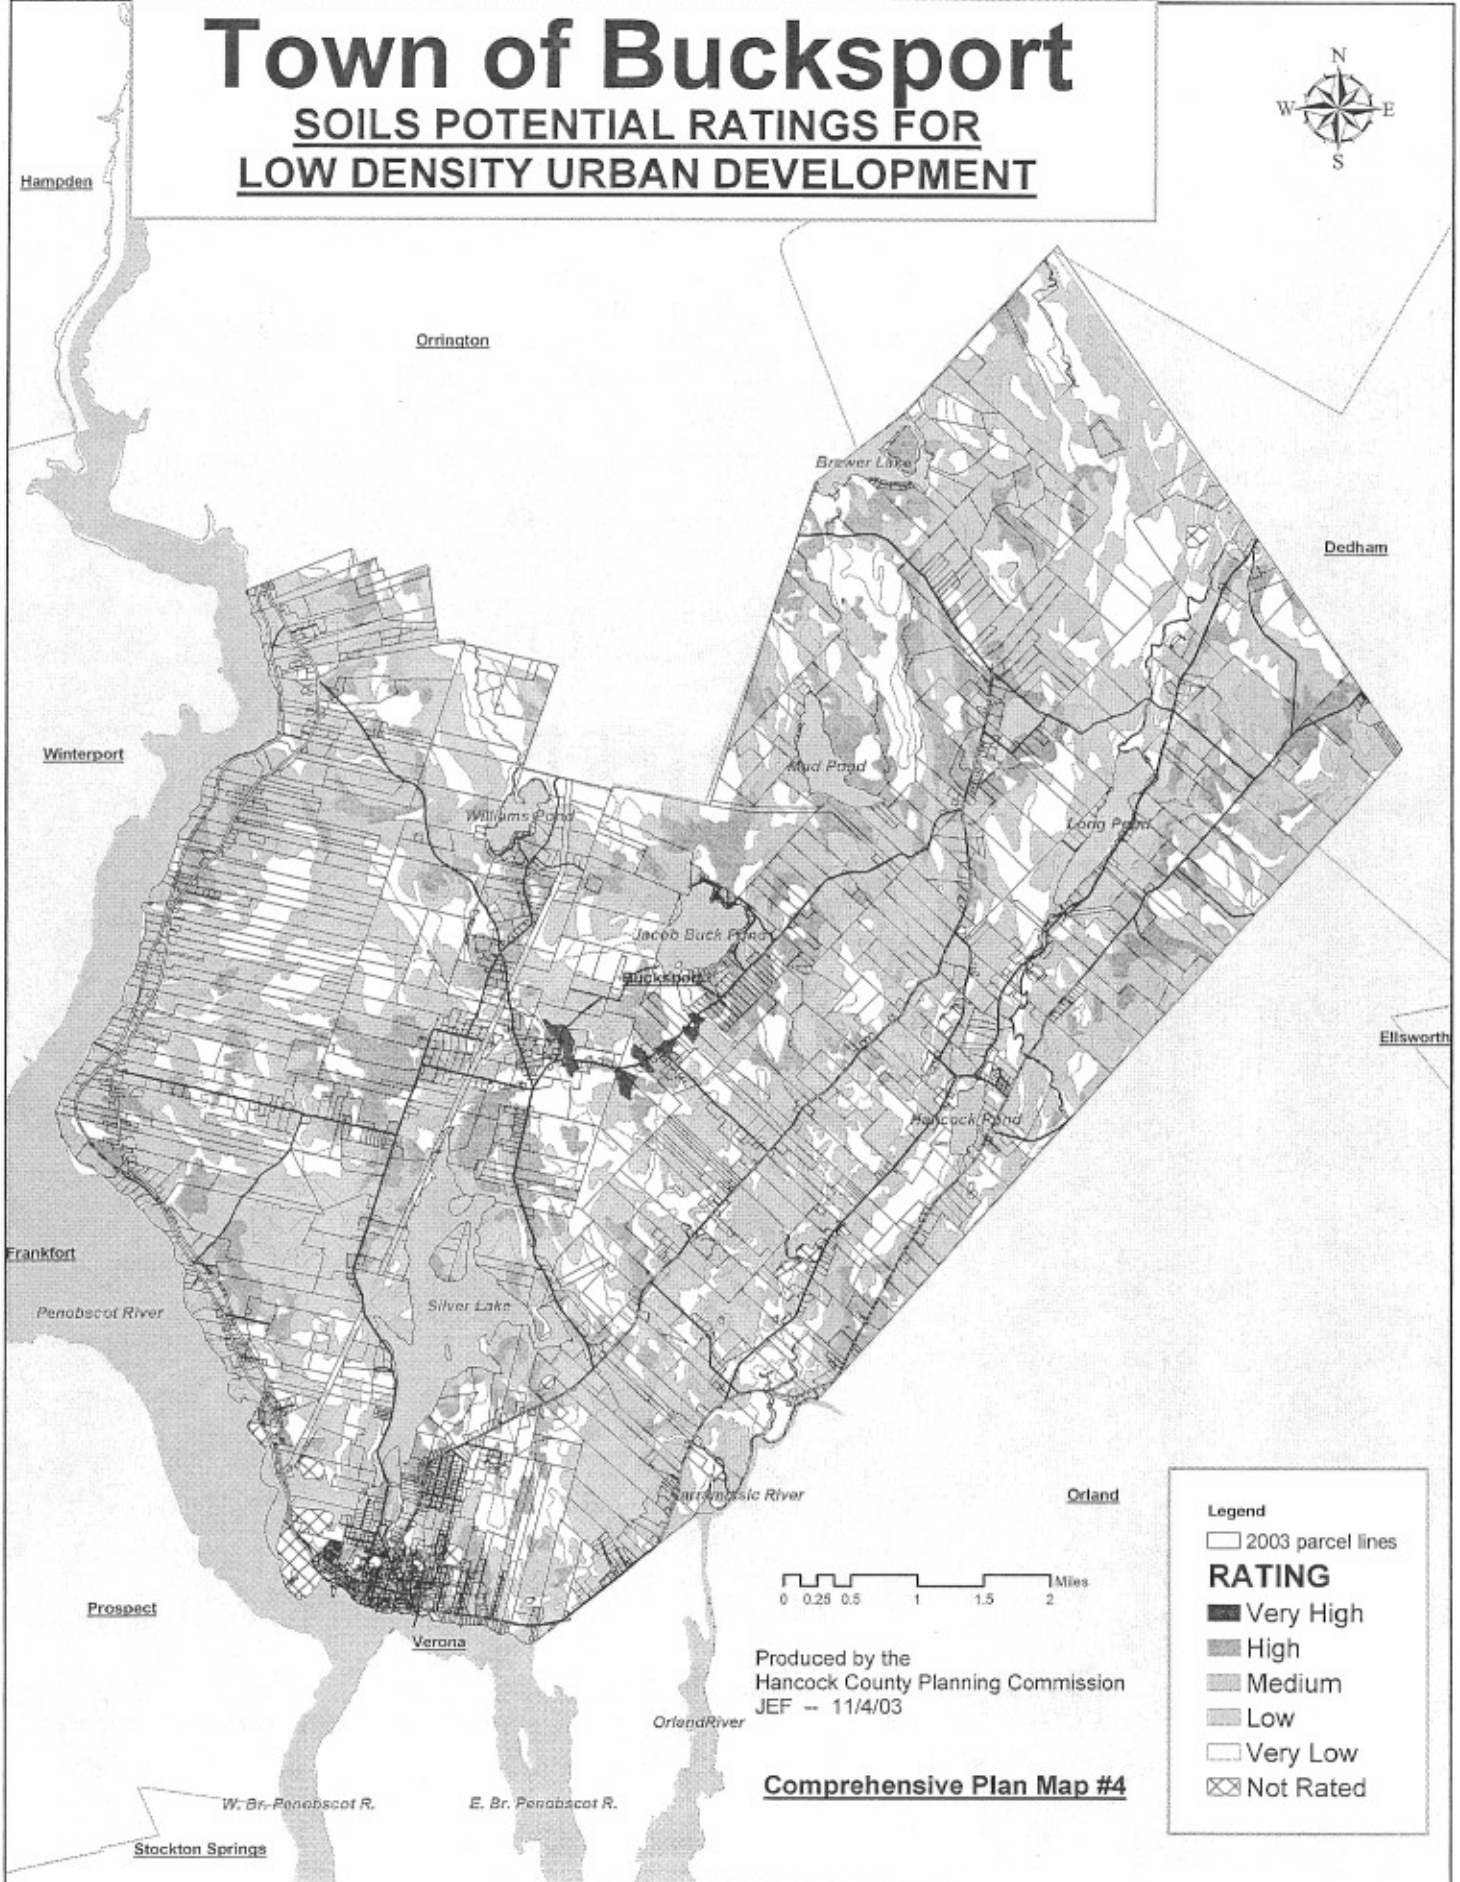 Town of Bucksport
SOILS POTENTIAL RATINGS FOR
LOW DENSITY URBAN DEVELOPMENT
N
W
E
S
Hampden
Orrington
Brewer Lake
Dedham
Winterport
Mud Pond
Williams Pond
Long Pond
Jacob Buck Pond
Bucksport
Ellsworth
Hancock Pond
Frankfort
Silver Lake
Penobscot River
River
Orland
Legend
2003 parcel lines
RATING
Very High
High
Medium
Low
Very Low
Not Rated
Miles
0 0.25 0.5 1 1.5 2
Prospect
Verona
Produced by the
Hancock County Planning Commission
JEF -- 11/4/03
OrlandRiver
Comprehensive Plan Map #4
W. Br. Penobscot R.
E. Br. Penobscot R.
Stockton Springs